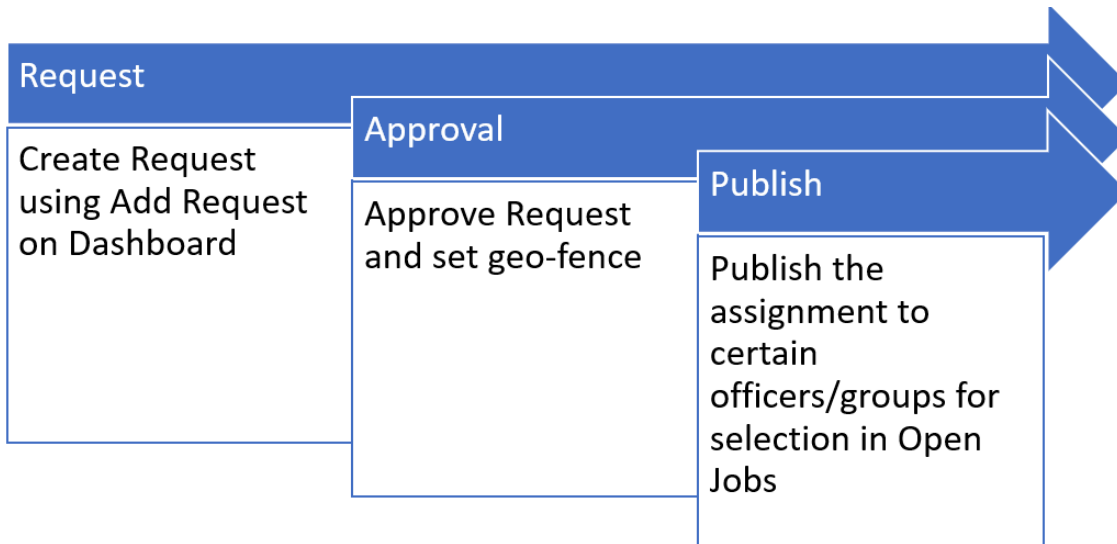 Request
Create Request
using Add Request
on Dashboard
Approval
Approve Request
and set geo-fence
Publish
Publish the
assignment to
certain
officers/groups for
selection in Open
Jobs